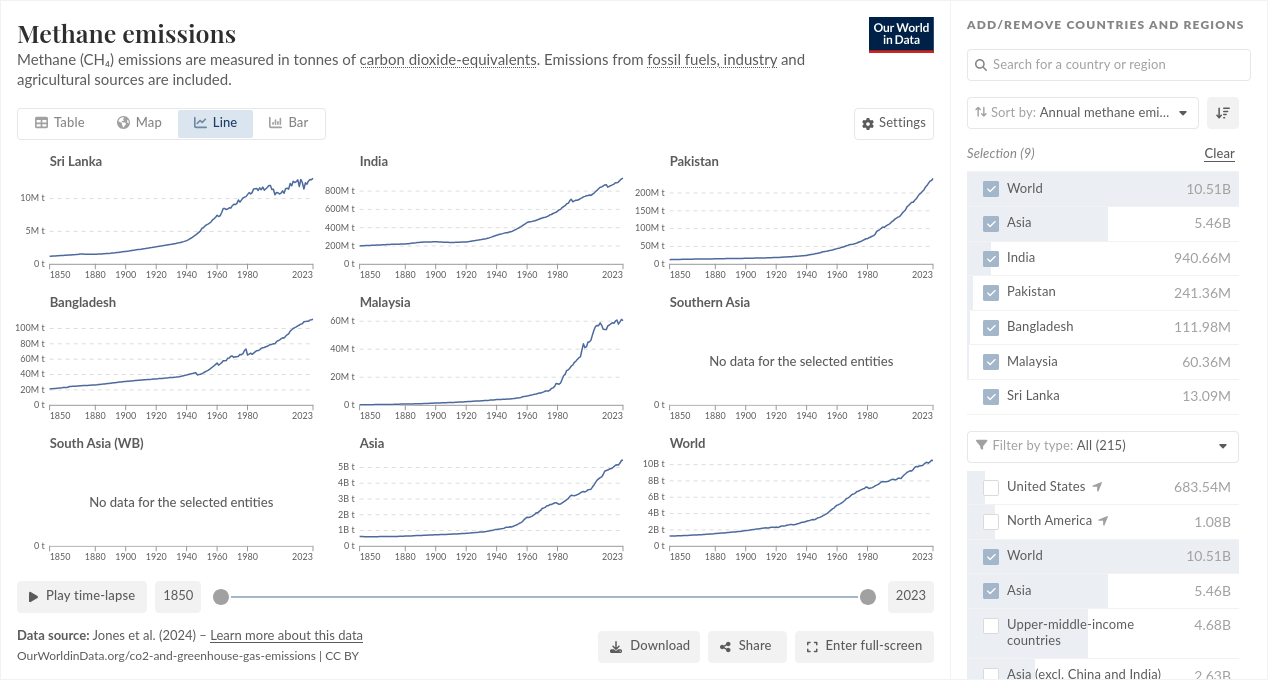 Methane emissions
Methane (CH₄) emissions are measured in tonnes of carbon dioxide-equivalents. Emissions from fossil fuels, industry and
agricultural sources are included.
Our World
in Data
Table
Map
Line
Bar
Settings
Sri Lanka
10M t
5M t
0 t
1850 1880 1900 1920 1940 1960 1980 2023
India
800M t
600M t
400M t
200M t
0 t
1850 1880 1900 1920 1940 1960 1980 2023
Pakistan
200M t
150M t
100M t
50M t
0 t
1850 1880 1900 1920 1940 1960 1980 2023
Bangladesh
100M t
80M t
60M t
40M t
20M t
0 t
1850 1880 1900 1920 1940 1960 1980 2023
Malaysia
60M t
40M t
20M t
0 t
1850 1880 1900 1920 1940 1960 1980 2023
Southern Asia
No data for the selected entities
0 t
1850 1880 1900 1920 1940 1960 1980 2023
South Asia (WB)
No data for the selected entities
0 t
1850 1880 1900 1920 1940 1960 1980 2023
Asia
5B t
4B t
3B t
2B t
1B t
0 t
1850 1880 1900 1920 1940 1960 1980 2023
World
10B t
8B t
6B t
4B t
2B t
0 t
1850 1880 1900 1920 1940 1960 1980 2023
Play time-lapse
1850
2023
Data source: Jones et al. (2024) – Learn more about this data
OurWorldinData.org/co2-and-greenhouse-gas-emissions | CC BY
Download
Share
Enter full-screen
ADD/REMOVE COUNTRIES AND REGIONS
Search for a country or region
Sort by: Annual methane emi...
Selection (9)
Clear
World 10.51B
Asia 5.46B
India 940.66M
Pakistan 241.36M
Bangladesh 111.98M
Malaysia 60.36M
Sri Lanka 13.09M
Filter by type: All (215)
United States 683.54M
North America 1.08B
World 10.51B
Asia 5.46B
Upper-middle-income 4.68B
countries
Asia (excl. China and India) 2.63B